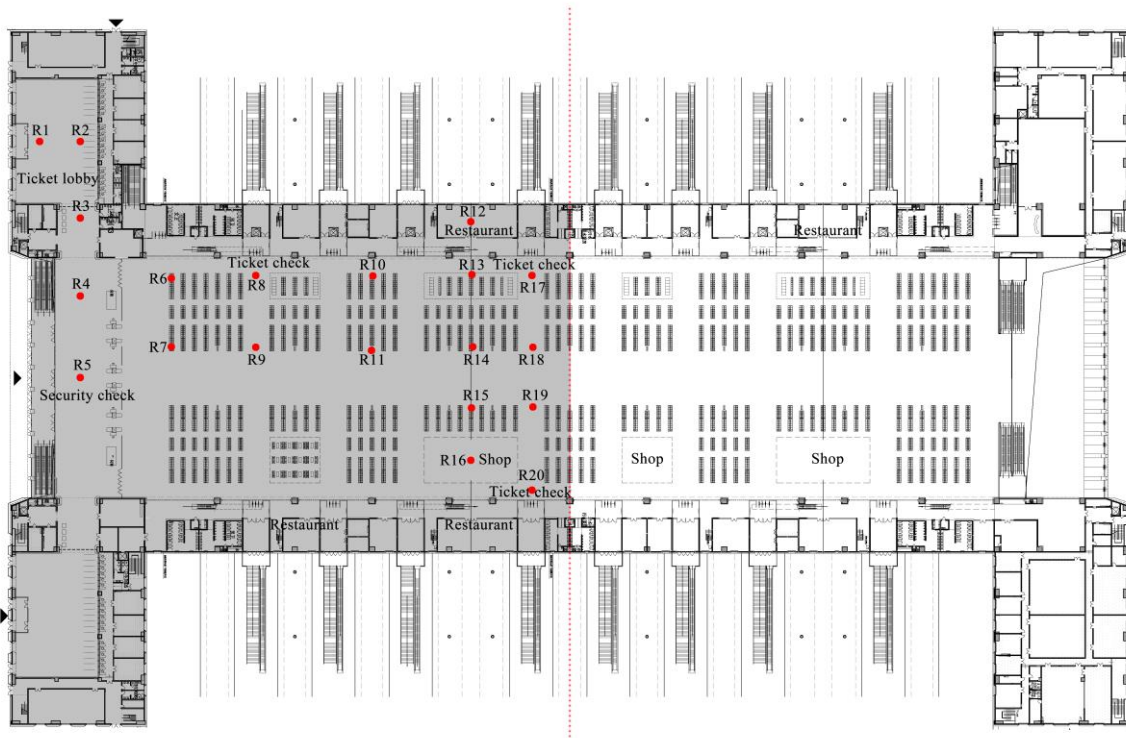 R1
R2
Ticket lobby
R3
R12
Restaurant
Restaurant
Ticket check
R10
R13
Ticket check
R6
R8
R17
R4
R7
R9
R11
R14
R18
R5
Security check
R15
R19
R16
Shop
Shop
Shop
R20
Ticket check
Restaurant
Restaurant